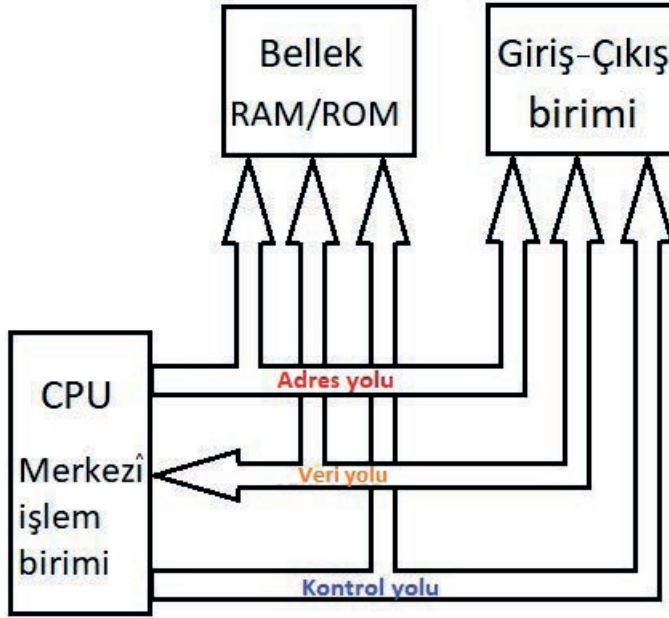 Bellek
RAM/ROM
Giriş-Çıkış
birimi
CPU
Merkezî
işlem
birimi
Adres yolu
Veri yolu
Kontrol yolu